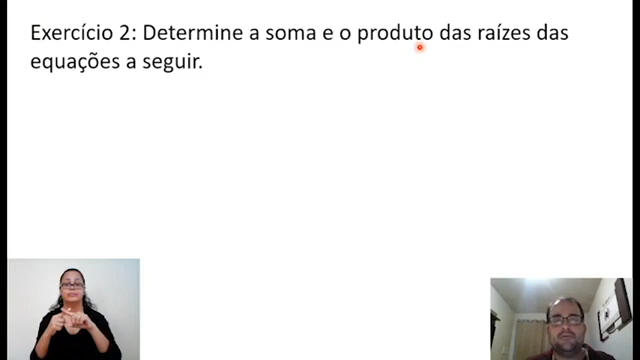 Exercício 2: Determine a soma e o produto das raízes das
equações a seguir.